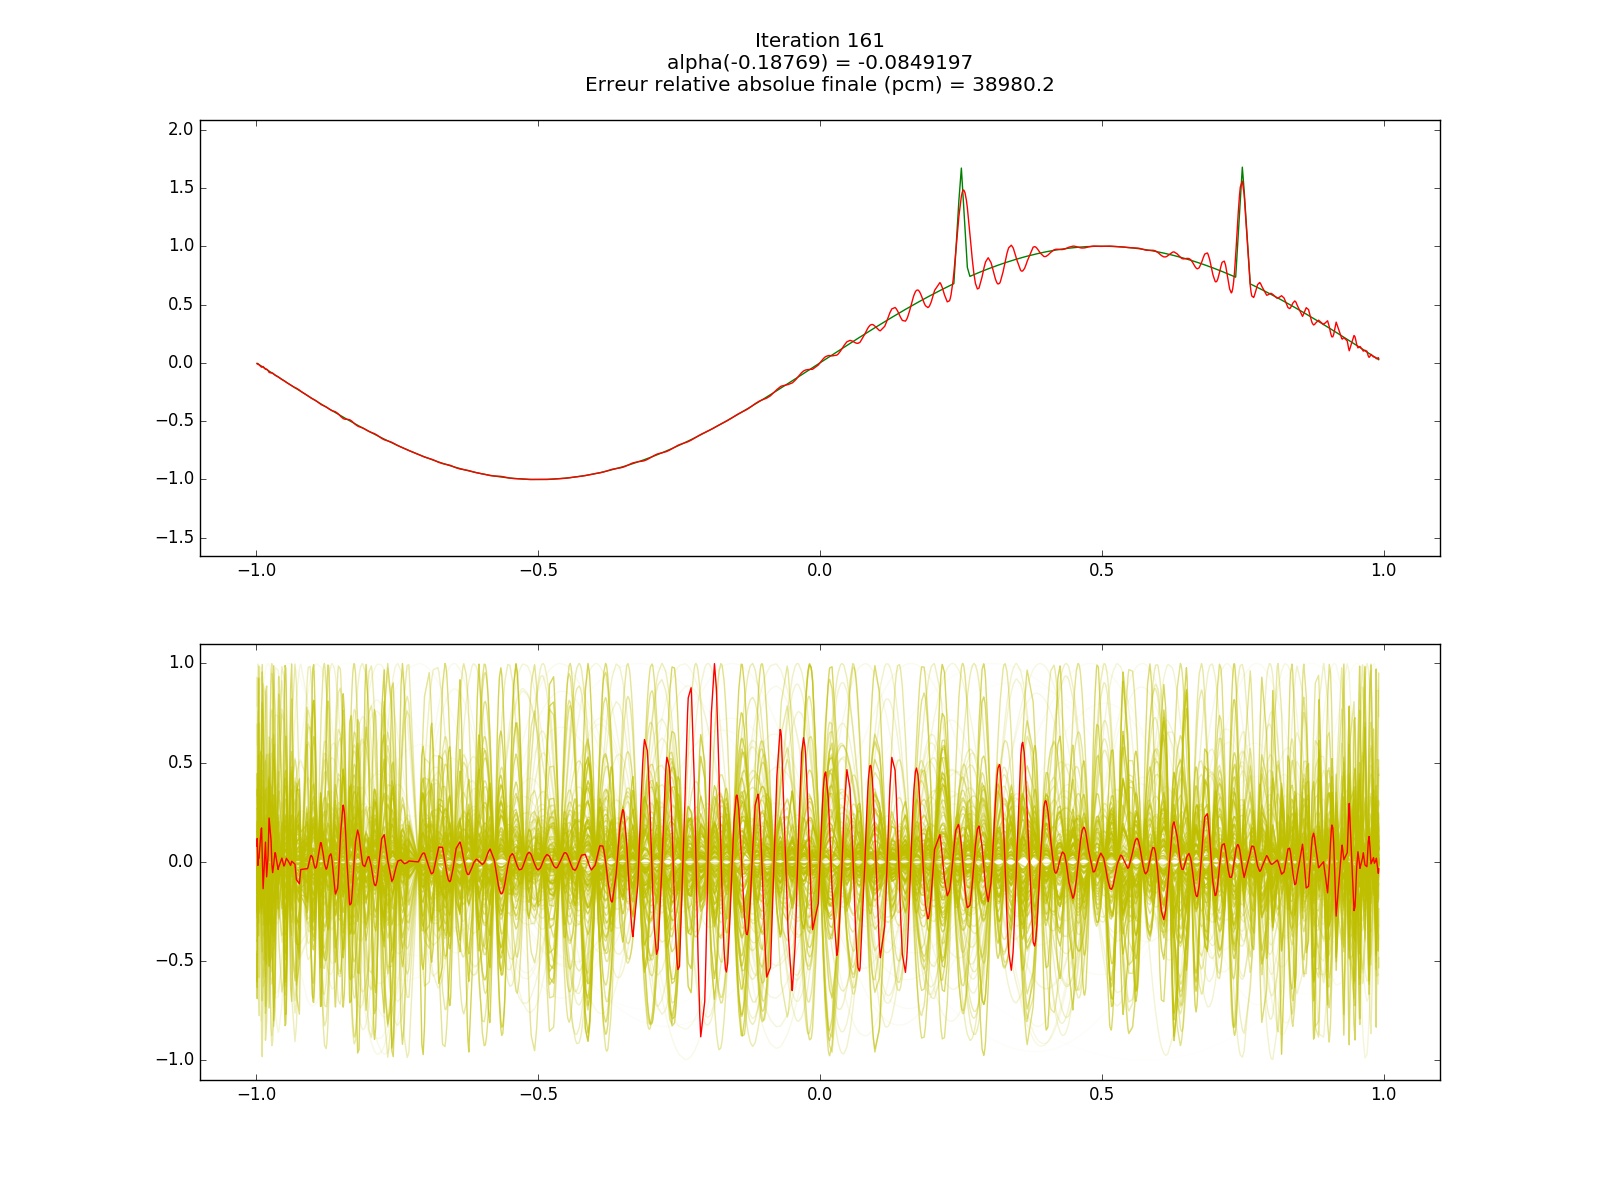 Iteration 161
alpha(-0.18769) = -0.0849197
Erreur relative absolue finale (pcm) = 38980.2
2.0
1.5
1.0
0.5
0.0
−0.5
−1.0
−1.5
−1.0 −0.5 0.0 0.5 1.0
1.0
0.5
0.0
−0.5
−1.0
−1.0 −0.5 0.0 0.5 1.0